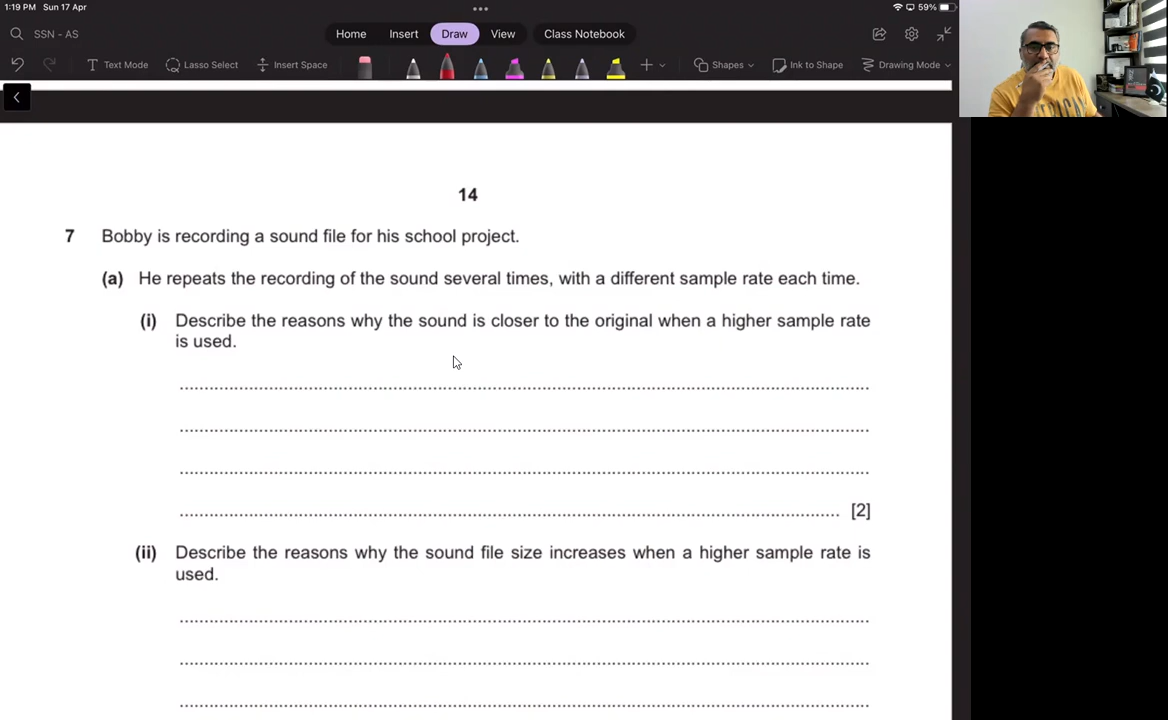 1:19 PM Sun 17 Apr
59%
SSN - AS
Home Insert Draw View Class Notebook
Text Mode Lasso Select Insert Space Shapes Ink to Shape Drawing Mode
14
7 Bobby is recording a sound file for his school project.
(a) He repeats the recording of the sound several times, with a different sample rate each time.
(i) Describe the reasons why the sound is closer to the original when a higher sample rate
is used.
[2]
(ii) Describe the reasons why the sound file size increases when a higher sample rate is
used.